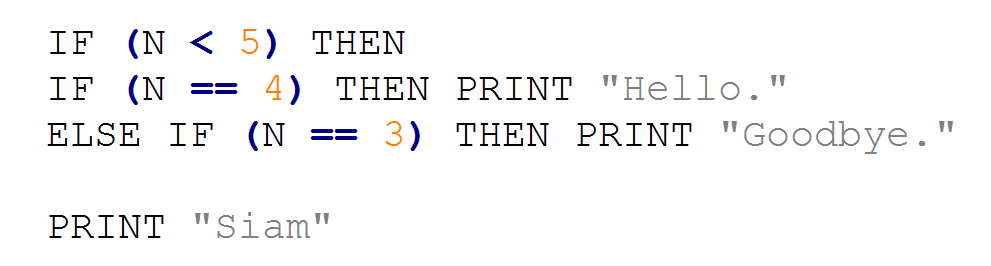 IF (N < 5) THEN
IF (N == 4) THEN PRINT "Hello."
ELSE IF (N == 3) THEN PRINT "Goodbye."
PRINT "Siam"